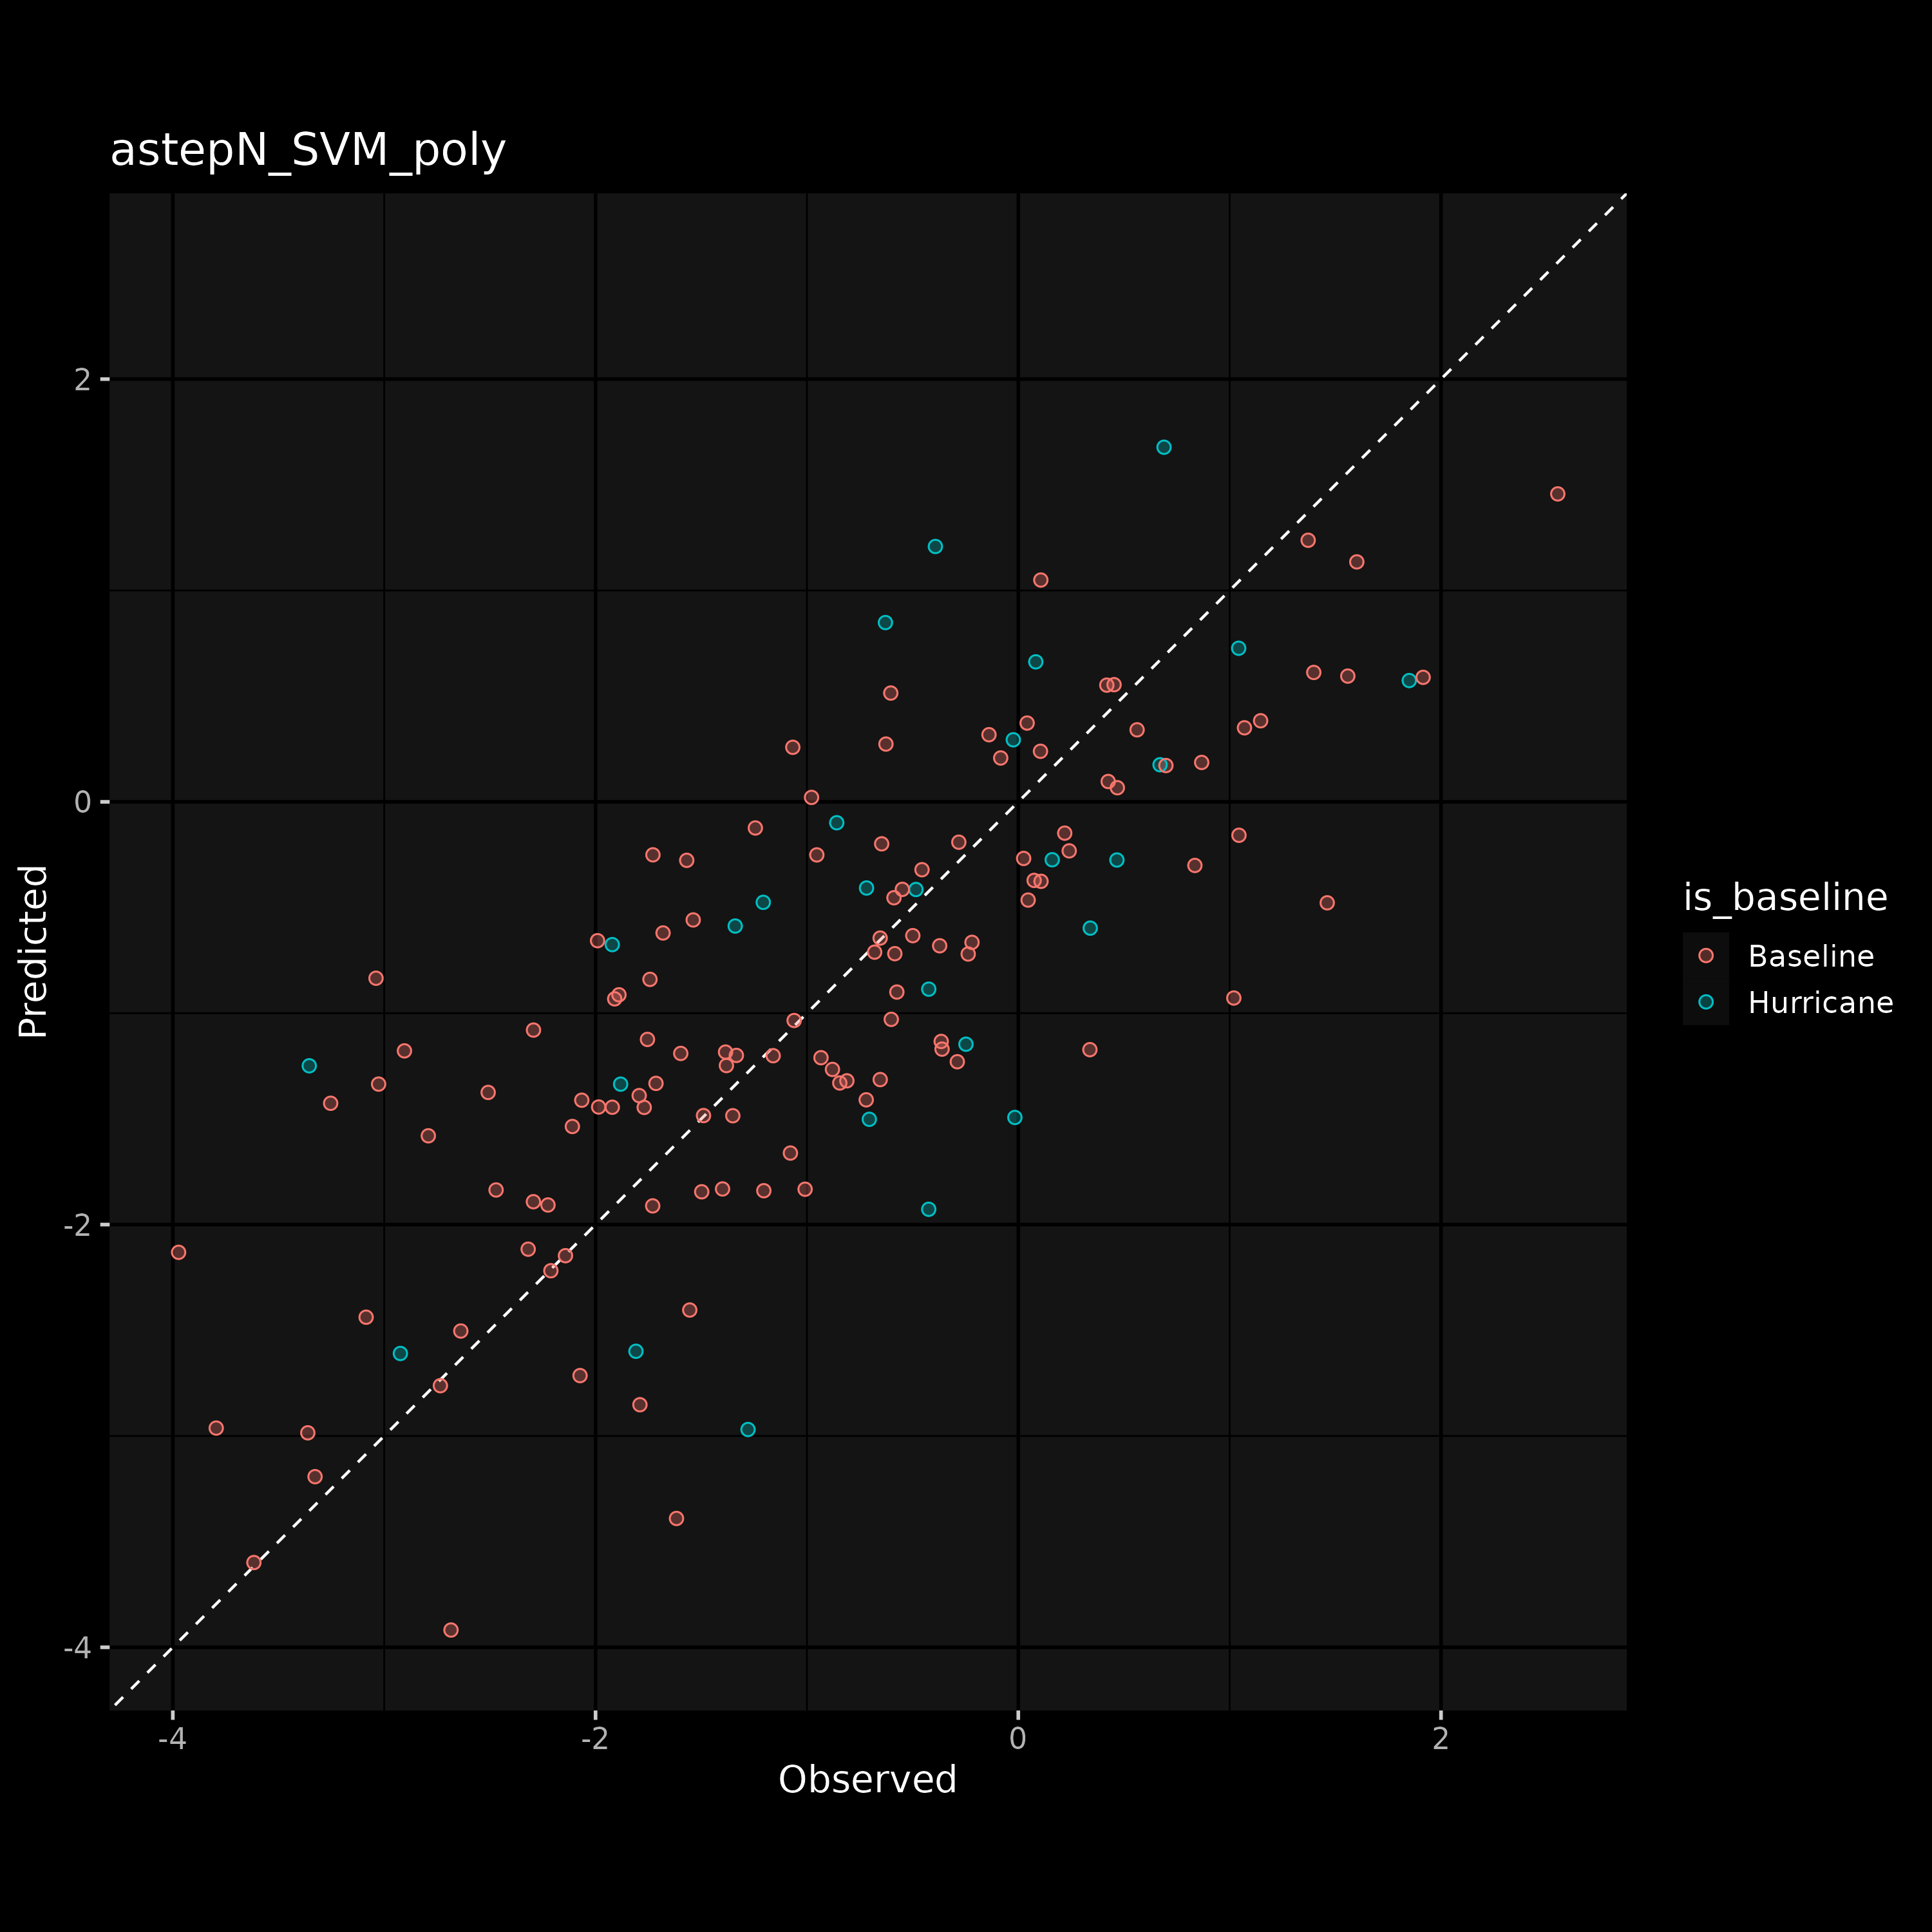 astepN_SVM_poly
2
0
-2
-4
Predicted
-4
-2
0
2
Observed
is_baseline
Baseline
Hurricane